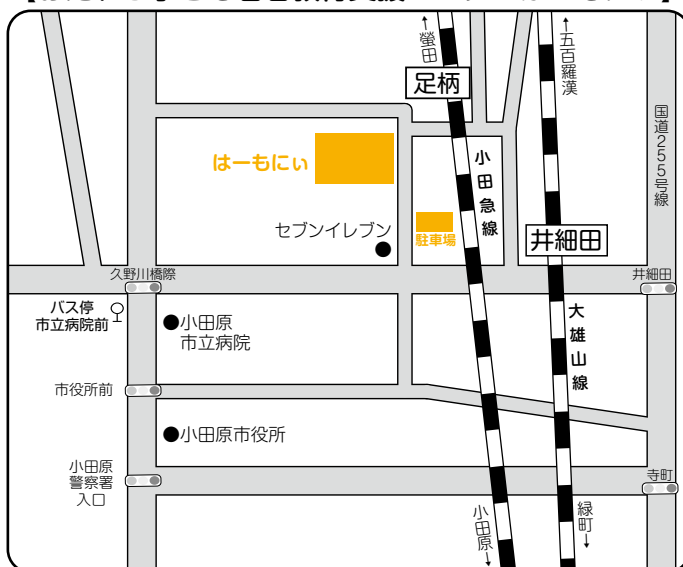 ←螢田
足柄
←五百羅漢
国道255号線
はーもにぃ
小田急線
セブンイレブン
駐車場
井細田
久野川橋際
井細田
バス停
市立病院前
小田原
市立病院
大雄山線
市役所前
小田原市役所
小田原
警察署
入口
寺町
小田原→
緑町→